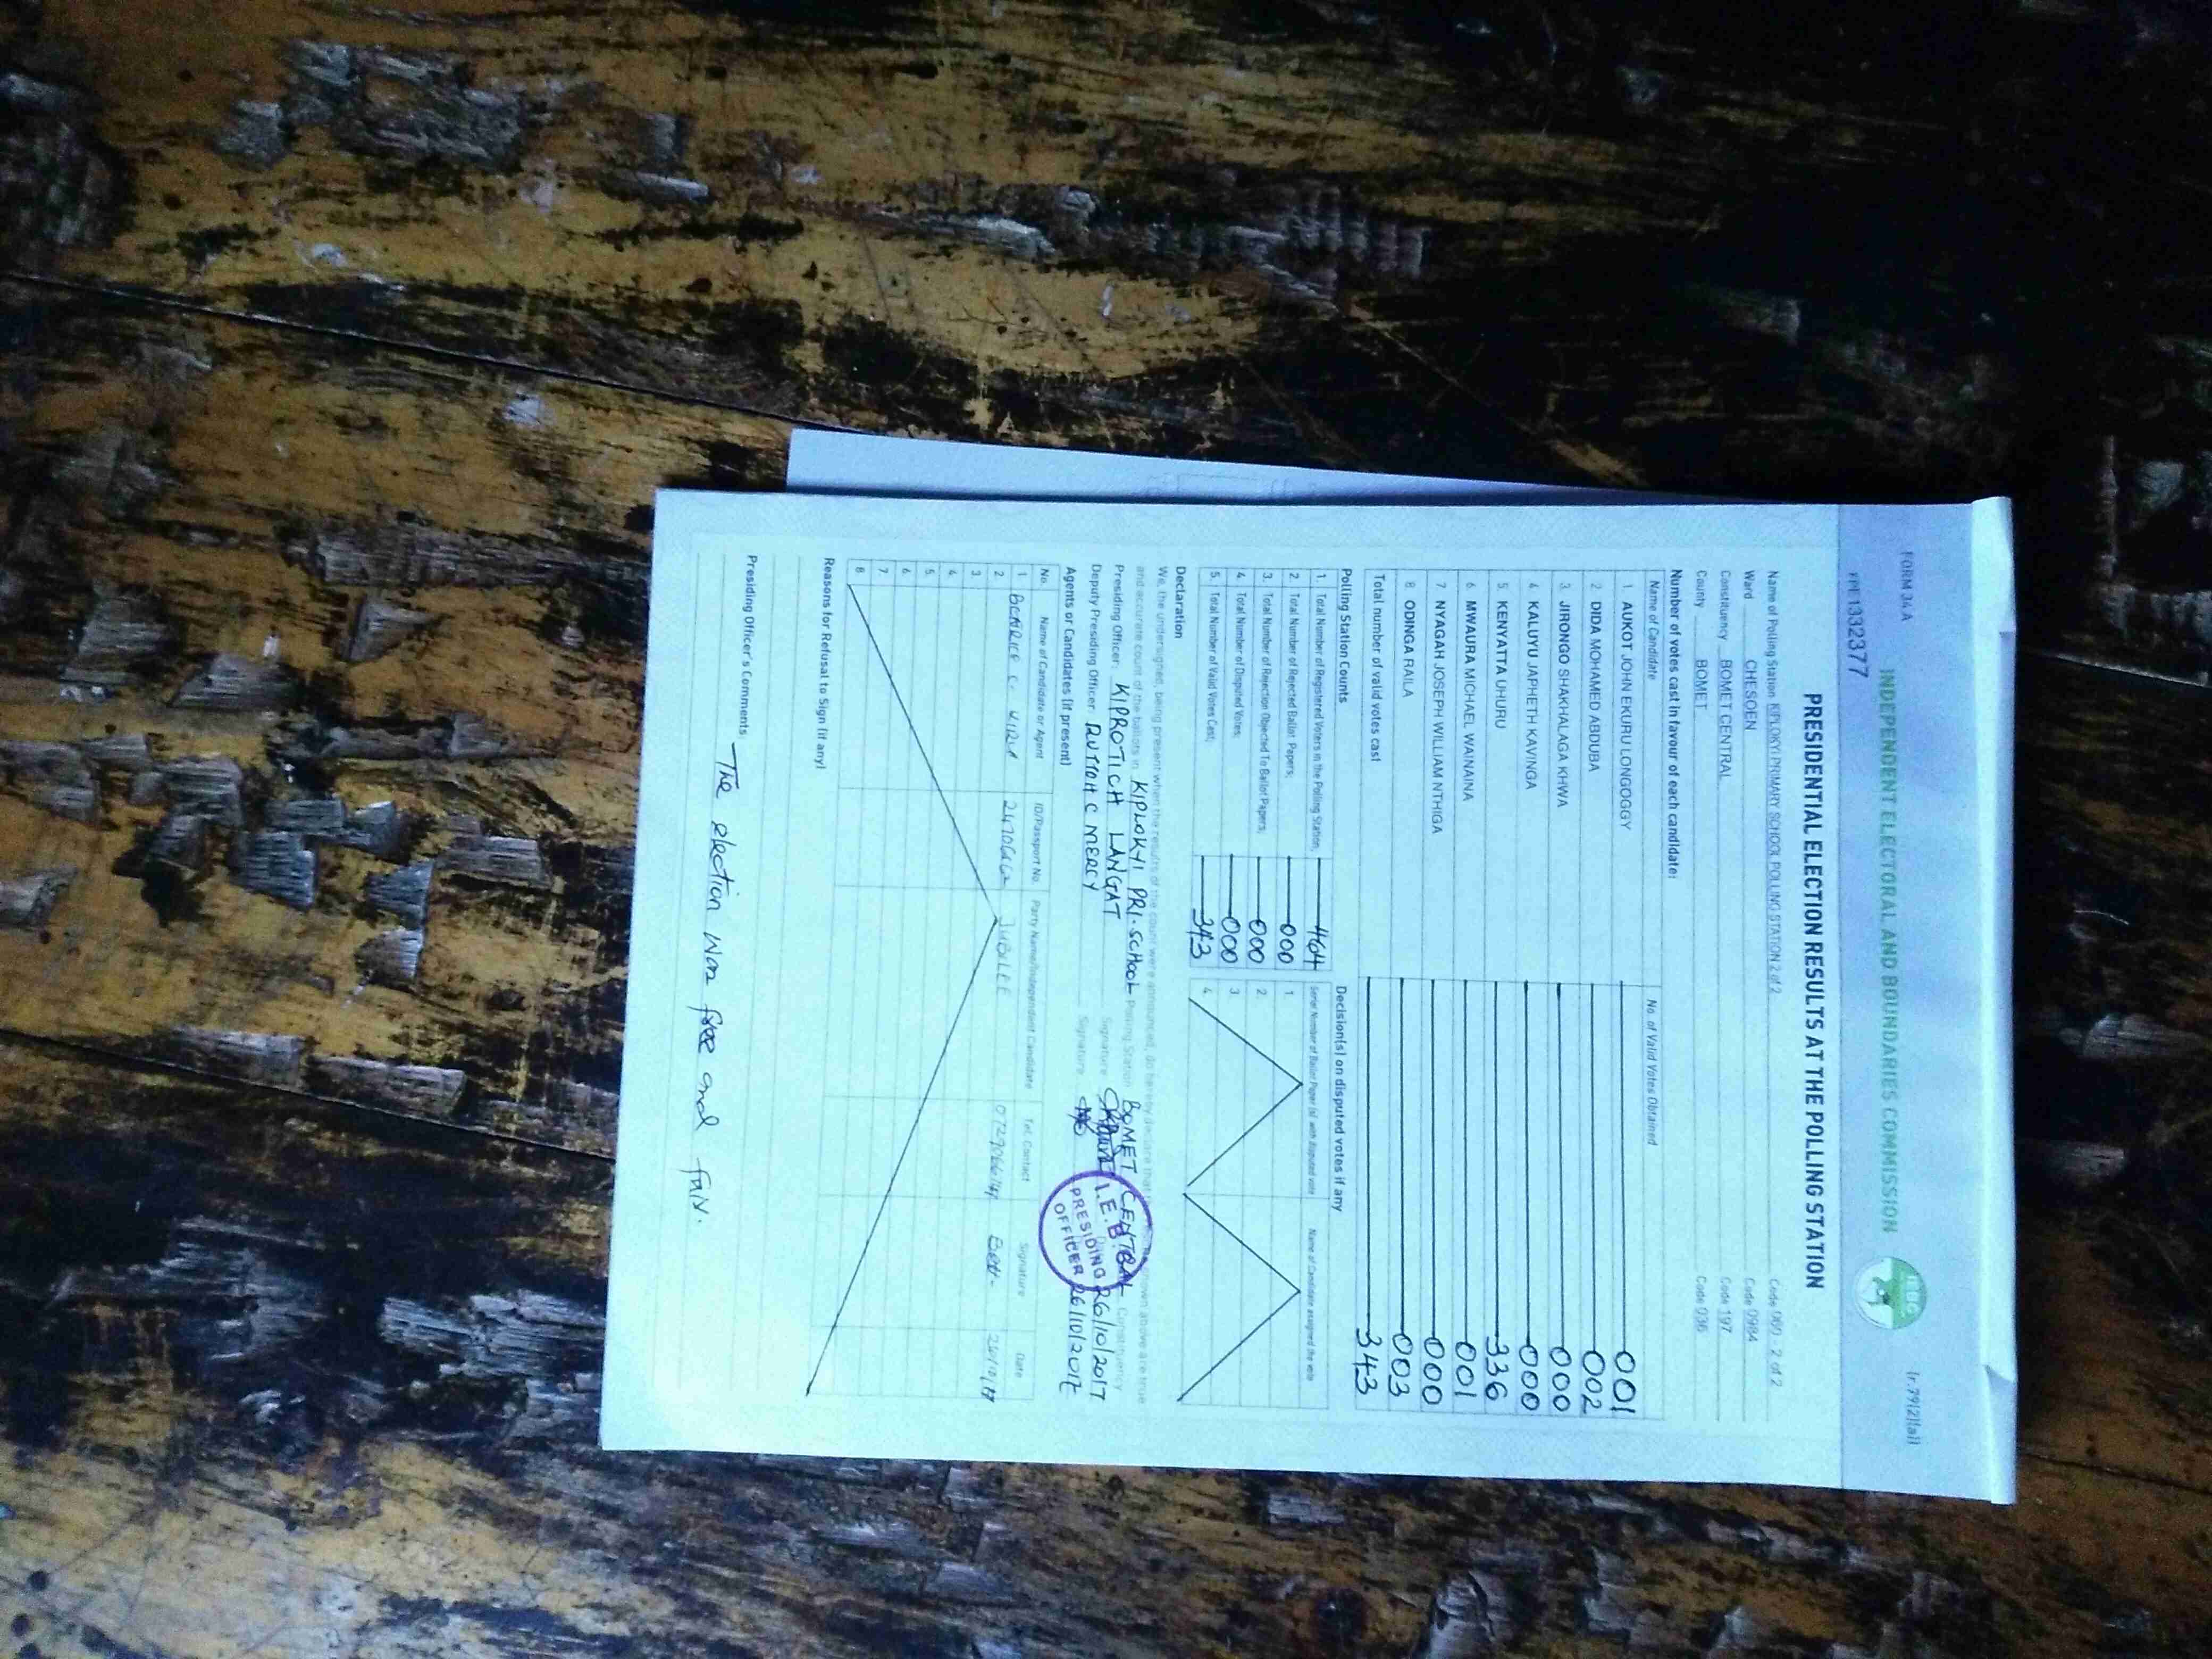 FORM 34A (r.79(2)(a))
INDEPENDENT ELECTORAL AND BOUNDARIES COMMISSION
IEBC
FPE 1332377
PRESIDENTIAL ELECTION RESULTS AT THE POLLING STATION
Name of Polling Station KIPLOKYI PRIMARY SCHOOL POLLING STATION 2 of 2 Code 060 2 of 2
Ward CHESOEN Code 0984
Constituency BOMET CENTRAL Code 197
County BOMET Code 036
Number of votes cast in favour of each candidate:
Name of Candidate No. of Valid Votes Obtained
1 AUKOT JOHN EKURU LONGOGGY 001
2 DIDA MOHAMED ABDUBA 002
3. JIRONGO SHAKHALAGA KHWA 000
4 KALUYU JAPHETH KAVINGA 000
5. KENYATTA UHURU 336
6 MWAURA MICHAEL WAINAINA 001
7 NYAGAH JOSEPH WILLIAM NTHIGA 000
8 ODINGA RAILA 003
Total number of valid votes cast 343
Polling Station Counts Decision(s) on disputed votes if any
1. Total Number of Registered Voters in the Polling Station; 464
2. Total Number of Rejected Ballot Papers; 000
3. Total Number of Rejection Objected To Ballot Papers; 000
4. Total Number of Disputed Votes; 000
5. Total Number of Valid Votes Cast; 343
Serial Number of Ballot Paper (s) with Disputed vote Name of Candidate assigned the vote
1
2
3
4
Declaration
We, the undersigned, being present when the results of the count were announced, do hereby declare that the shown above are true
and accurate count of the ballots in KIPLOKYI PRI. SCHOOL Polling Station BOMET CENTRAL Constituency
Presiding Officer: KIPROTICH LANGAT Signature 26/10/2017
Deputy Presiding Officer: RUTTOH C MERCY Signature 26/10/2017
I.E.B.C
PRESIDING
OFFICER
Agents or Candidates (if present)
No. Name of Candidate or Agent ID/Passport No. Party Name/Independent Candidate Tel. Contact Signature Date
1 BEATRICE C. JUBILEE 26/10/17
2.
3.
4
5
6
7
8
Reasons for Refusal to Sign (if any)
Presiding Officer's Comments: The election was free and fair.